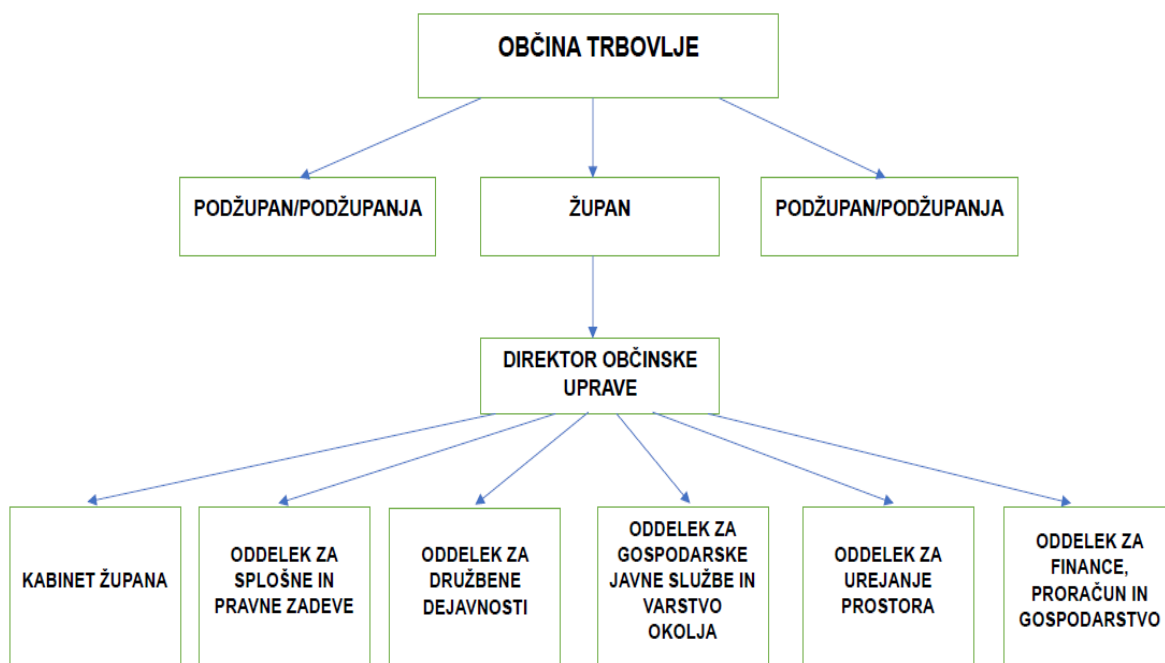 OBČINA TRBOVLJE
PODŽUPAN/PODŽUPANJA
ŽUPAN
PODŽUPAN/PODŽUPANJA
DIREKTOR OBČINSKE
UPRAVE
KABINET ŽUPANA
ODDELEK ZA
SPLOŠNE IN
PRAVNE ZADEVE
ODDELEK ZA
DRUŽBENE
DEJAVNOSTI
ODDELEK ZA
GOSPODARSKE
JAVNE SLUŽBE IN
VARSTVO
OKOLJA
ODDELEK ZA
UREJANJE
PROSTORA
ODDELEK ZA
FINANCE,
PRORAČUN IN
GOSPODARSTVO